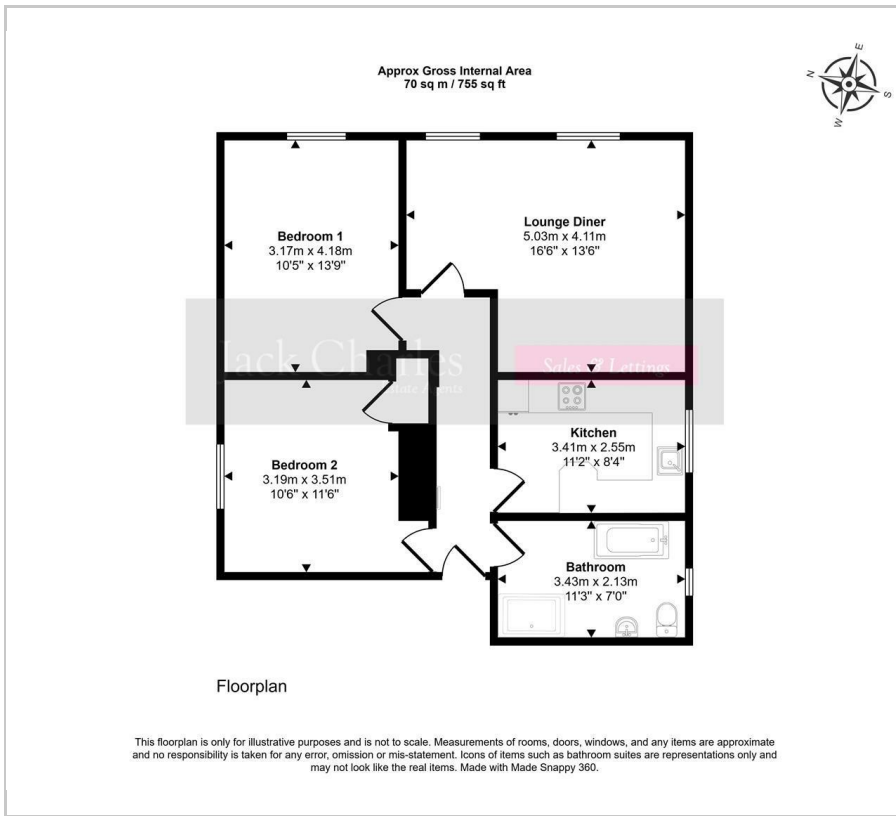 Approx Gross Internal Area
70 sq m / 755 sq ft
N
E
S
W
Bedroom 1
3.17m x 4.18m
10'5" x 13'9"
Lounge Diner
5.03m x 4.11m
16'6" x 13'6"
Jack Charles
Estate Agents
Sales & Lettings
Kitchen
3.41m x 2.55m
11'2" x 8'4"
Bedroom 2
3.19m x 3.51m
10'6" x 11'6"
Bathroom
3.43m x 2.13m
11'3" x 7'0"
Floorplan
This floorplan is only for illustrative purposes and is not to scale. Measurements of rooms, doors, windows, and any items are approximate
and no responsibility is taken for any error, omission or mis-statement. Icons of items such as bathroom suites are representations only and
may not look like the real items. Made with Made Snappy 360.